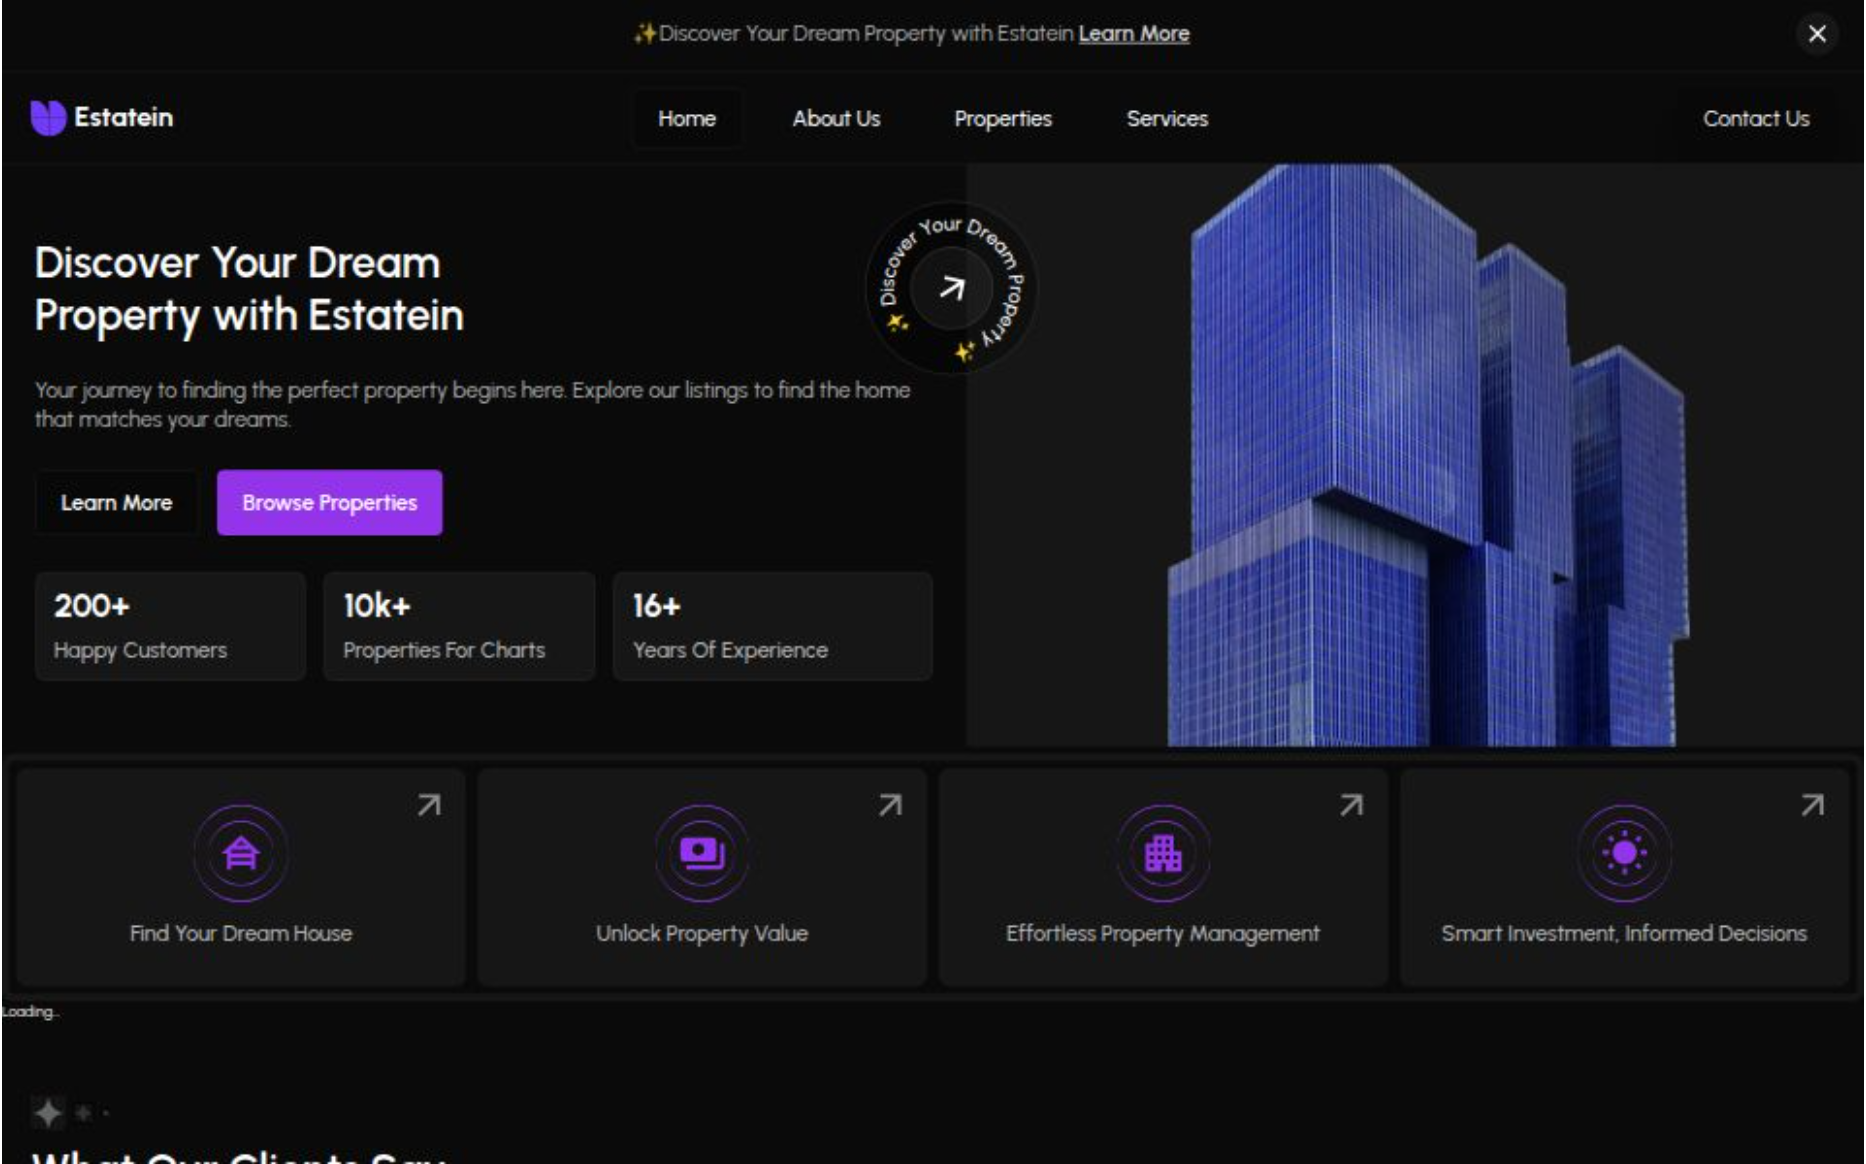 ✨Discover Your Dream Property with Estatein Learn More
Estatein
Home
About Us
Properties
Services
Contact Us
Discover Your Dream
Property with Estatein
✨ Discover Your Dream Property ✨
Your journey to finding the perfect property begins here. Explore our listings to find the home
that matches your dreams.
Learn More
Browse Properties
200+
Happy Customers
10k+
Properties For Charts
16+
Years Of Experience
Find Your Dream House
Unlock Property Value
Effortless Property Management
Smart Investment, Informed Decisions
Loading...
What Our Clients Say